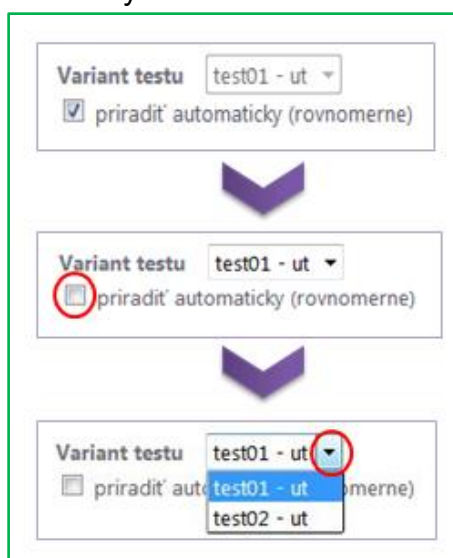 Variant testu test01 - ut
priradiť automaticky (rovnomerne)
Variant testu test01 - ut
priradiť automaticky (rovnomerne)
Variant testu test01 - ut
priradiť aut test01 - ut merne)
test02 - ut